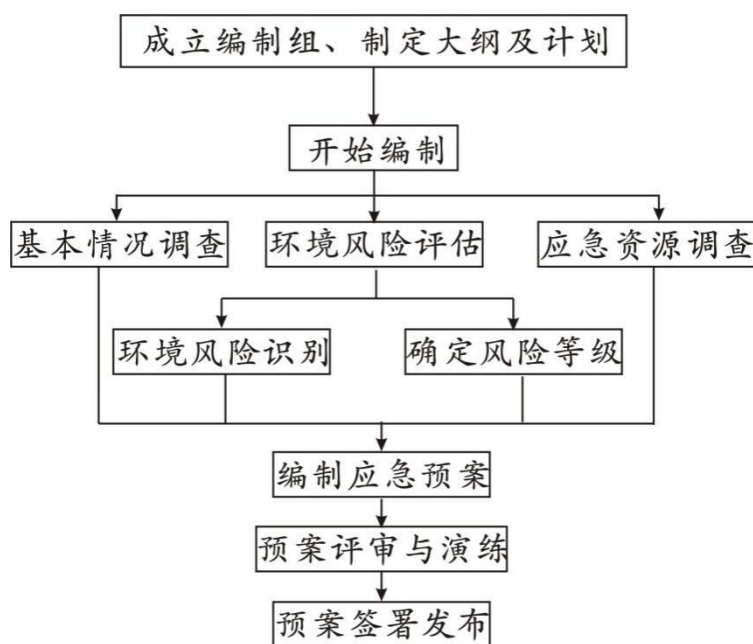 成立编制组、制定大纲及计划
开始编制
基本情况调查
环境风险评估
应急资源调查
环境风险识别
确定风险等级
编制应急预案
预案评审与演练
预案签署发布